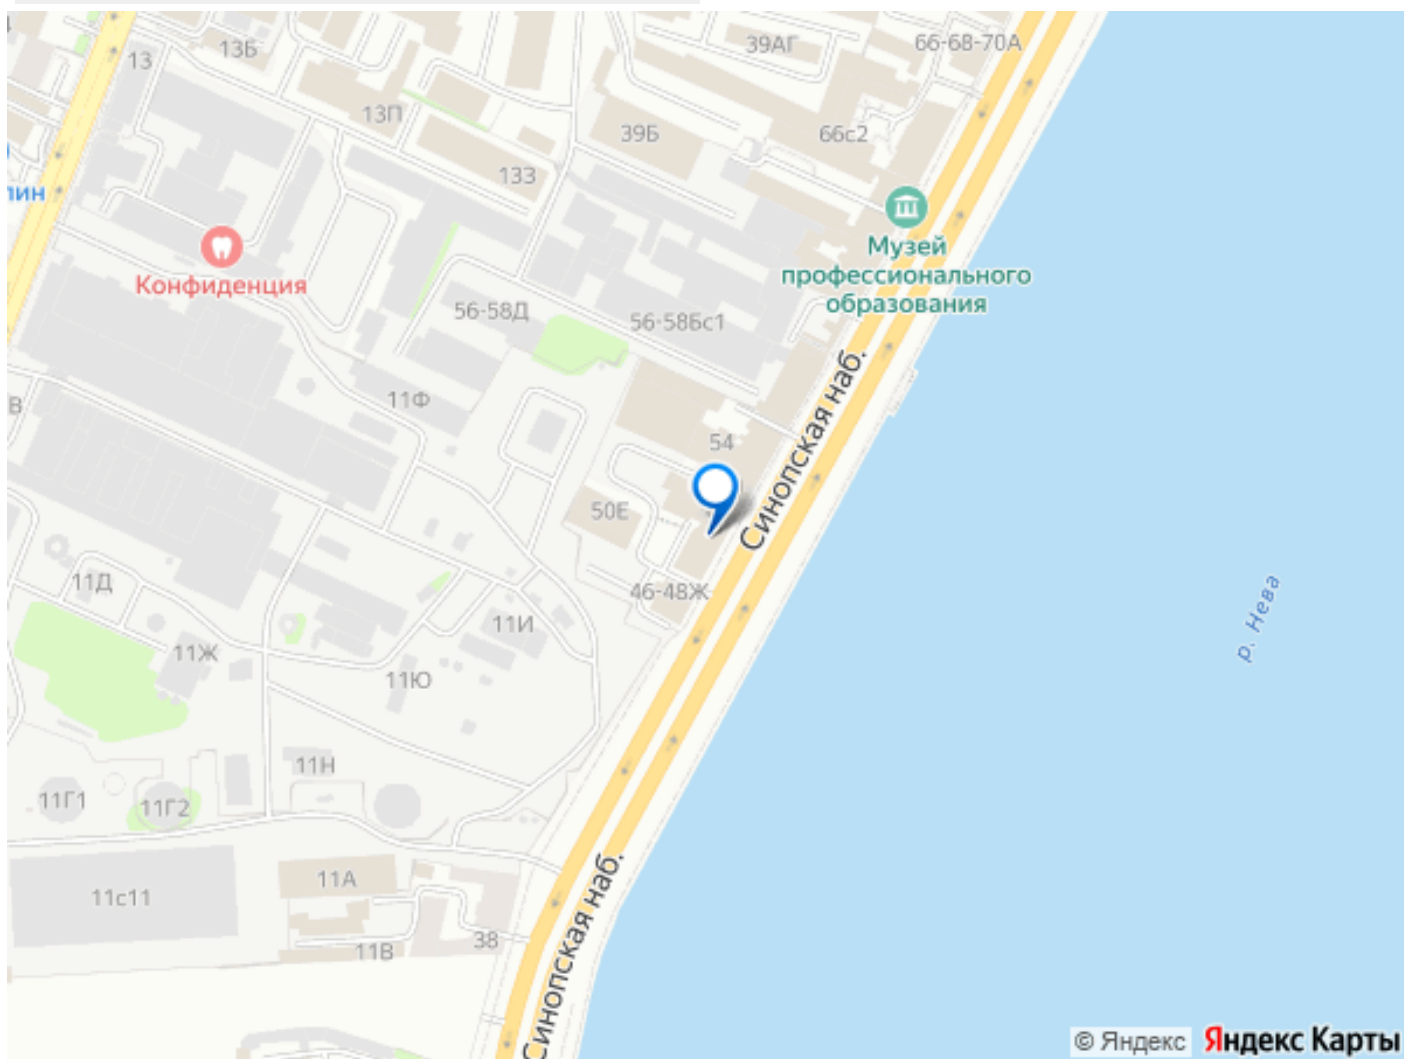 13
13Б
39АГ
66-68-70А
13П
39Б
66с2
133
лин
Конфиденция
Музей
профессионального
образования
56-58Д
56-58Бс1
11Ф
В
54
Синопская наб.
50Е
46-48Ж
11Д
11И
11Ж
11Ю
р. Нева
11Н
11Г1
11Г2
11А
11с11
11В
38
Синопская наб.
© Яндекс Яндекс Карты